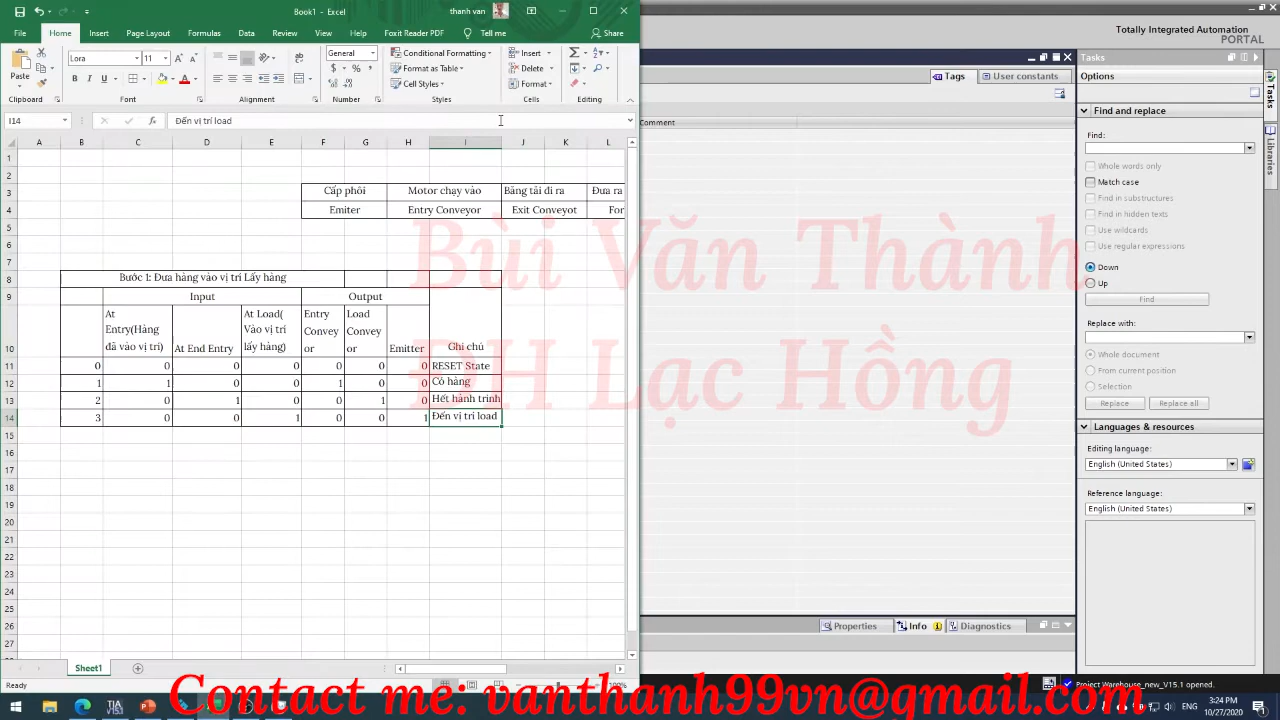 Book1 - Excel
thanh van
Totally Integrated Automation
PORTAL
File Home Insert Page Layout Formulas Data Review View Help Foxit Reader PDF Tell me Share
Tags User constants
Tasks
Options
Paste
Lora 11
General
Conditional Formatting
Format as Table
Cell Styles
Insert
Delete
Format
Clipboard Font Alignment Number Styles Cells Editing
I14 Đến vị trí load
Comment
Tasks
Libraries
Find and replace
Find:
Whole words only
Match case
Find in substructures
Find in hidden texts
Use wildcards
Use regular expressions
Down
Up
Find
Replace with:
Whole document
From current position
Selection
Replace Replace all
Languages & resources
Editing language:
English (United States)
Reference language:
English (United States)
A B C D E F G H I J K L
Cấp phôi Motor chạy vào Băng tải đi ra Đưa ra
Emiter Entry Conveyor Exit Conveyot For
Bước 1: Đưa hàng vào vị trí Lấy hàng
Input Output
At Entry(Hàng đã vào vị trí) At End Entry At Load( Vào vị trí lấy hàng) Entry Convey or Load Convey or Emitter Ghi chú
0 0 0 0 0 0 0 RESET State
1 1 0 0 1 0 0 Có hàng
2 0 1 0 0 1 0 Hết hành trình
3 0 0 1 0 0 1 Đến vị trí load
Bùi Văn Thành
ĐH Lạc Hồng
Properties Info Diagnostics
Sheet1
Ready
Project Warehouse_new_V15.1 opened.
Contact me: vanthanh99vn@gmail.com
ENG
3:24 PM
10/27/2020